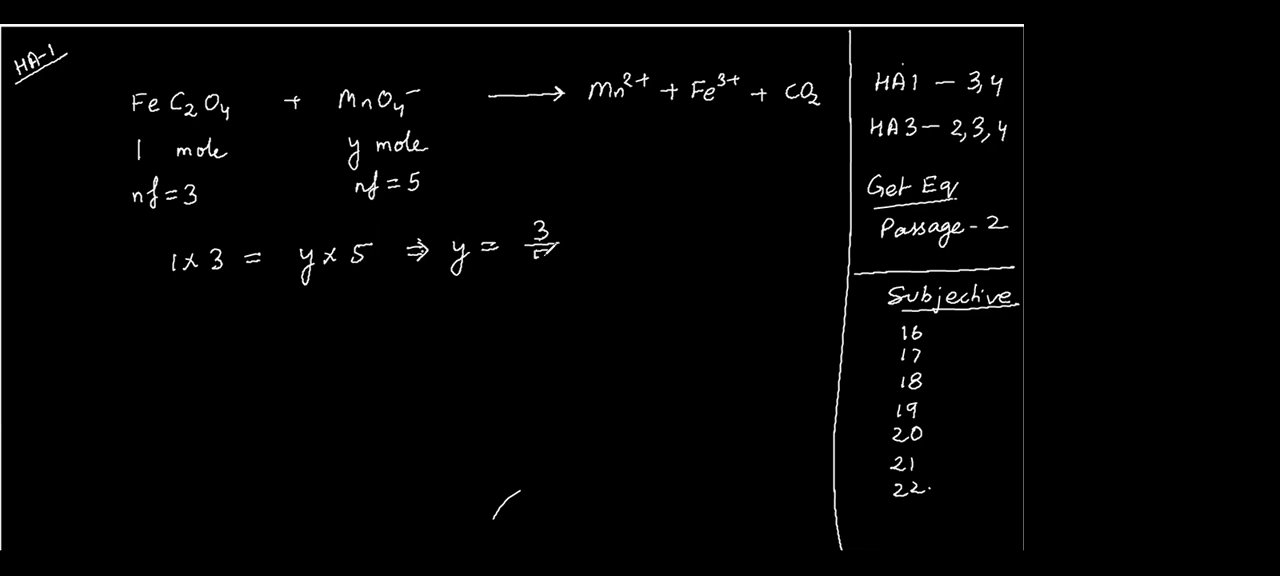 HA-1
FeC₂O₄ + MnO₄⁻ ⟶ Mn²⁺ + Fe³⁺ + CO₂
1 mole y mole
nf = 3 nf = 5
1 × 3 = y × 5 ⇒ y = 3/5
HA1 – 3,4
HA3 – 2,3,4
Get Eq
Passage - 2
Subjective
16
17
18
19
20
21
22.